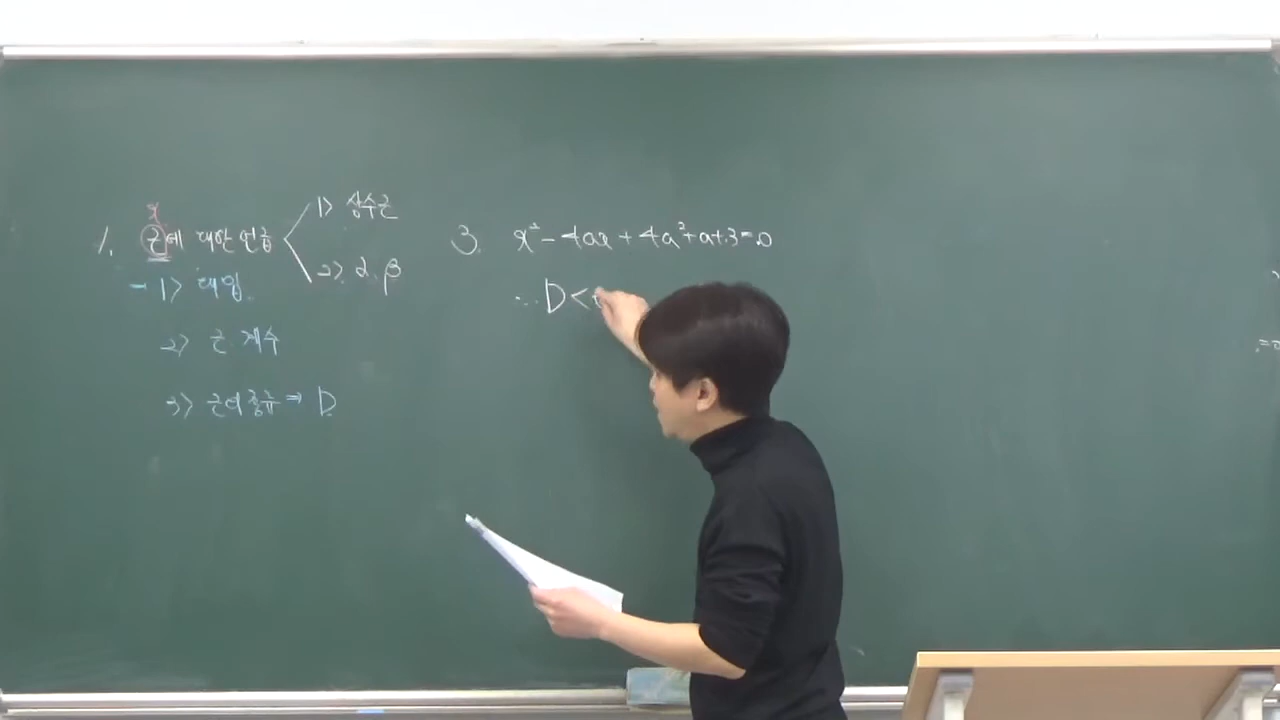 x
1. 근에 대한 언급
1> 상수근
2> α, β
-1> 대입.
2> 근 계수
3> 근의 종류 ⇒ D.
3. x² - 4ax + 4a² + a + 3 = 0
∴ D <